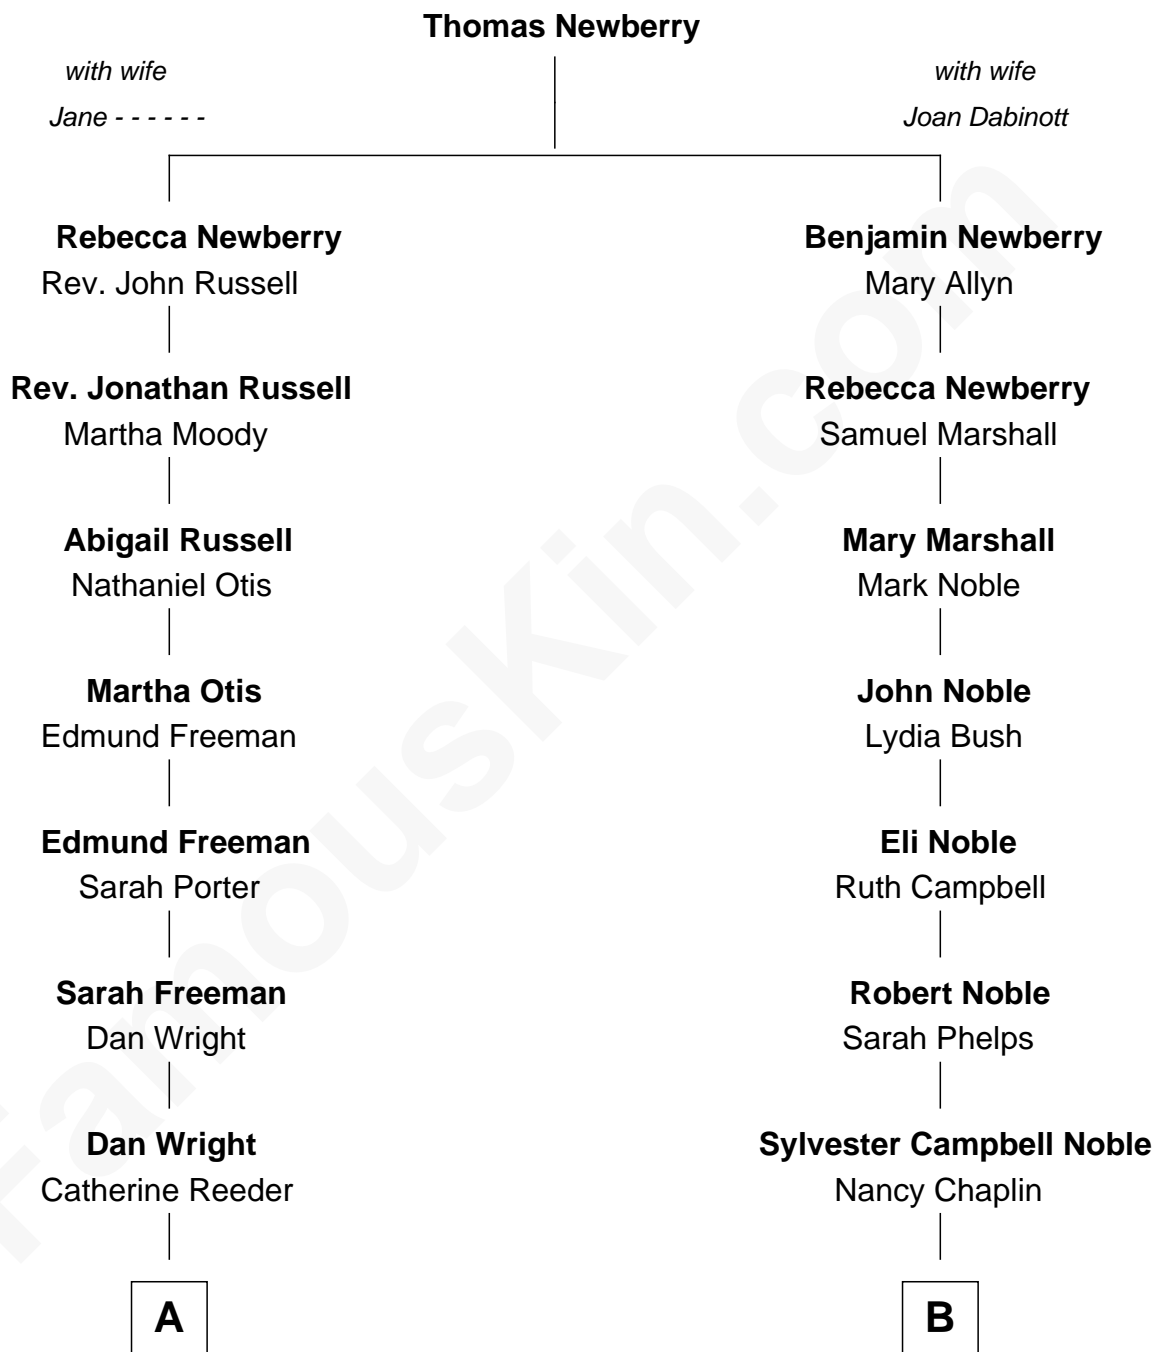 Thomas Newberry
with wife
Jane - - - - - -
with wife
Joan Dabinott
Rebecca Newberry
Rev. John Russell
Benjamin Newberry
Mary Allyn
Rev. Jonathan Russell
Martha Moody
Rebecca Newberry
Samuel Marshall
Abigail Russell
Nathaniel Otis
Mary Marshall
Mark Noble
Martha Otis
Edmund Freeman
John Noble
Lydia Bush
Edmund Freeman
Sarah Porter
Eli Noble
Ruth Campbell
Sarah Freeman
Dan Wright
Robert Noble
Sarah Phelps
Dan Wright
Catherine Reeder
Sylvester Campbell Noble
Nancy Chaplin
A
B
FamousKin.com